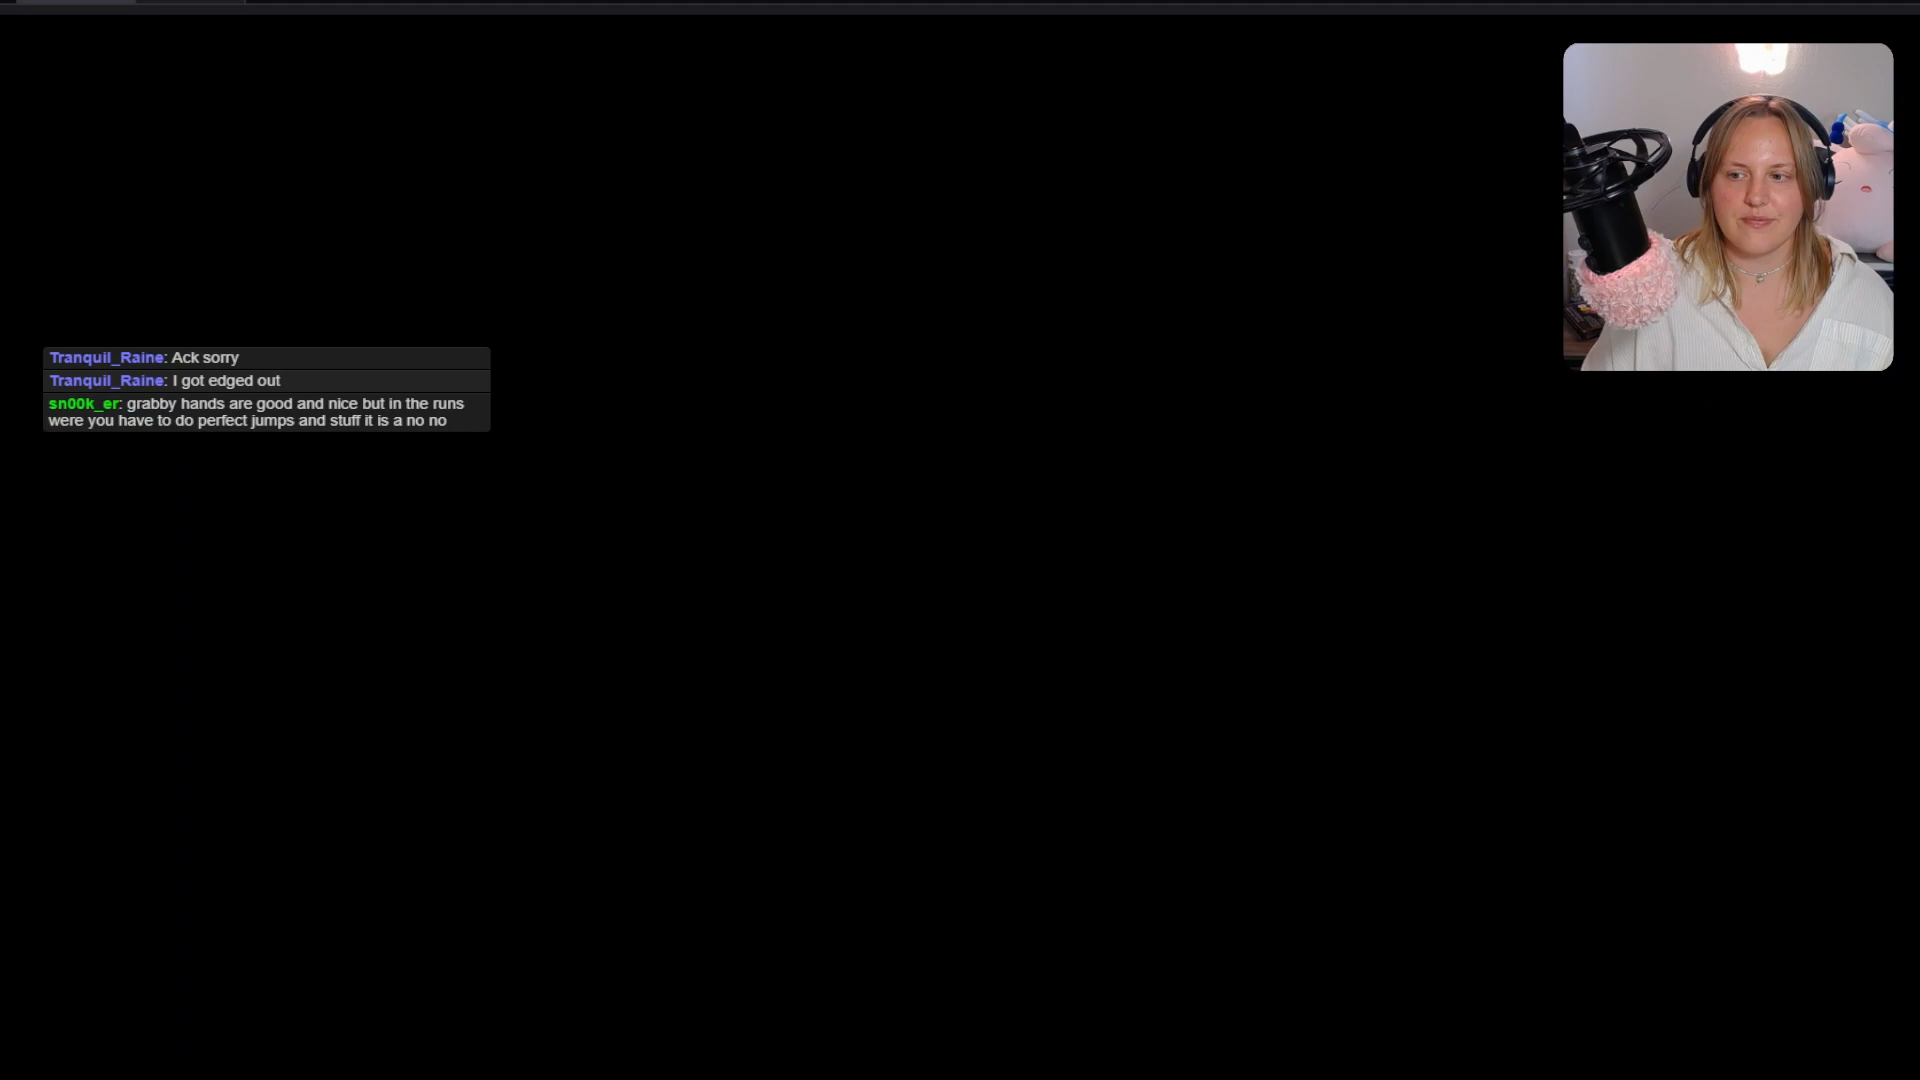 Tranquil_Raine: Ack sorry
Tranquil_Raine: I got edged out
sn00k_er: grabby hands are good and nice but in the runs
were you have to do perfect jumps and stuff it is a no no